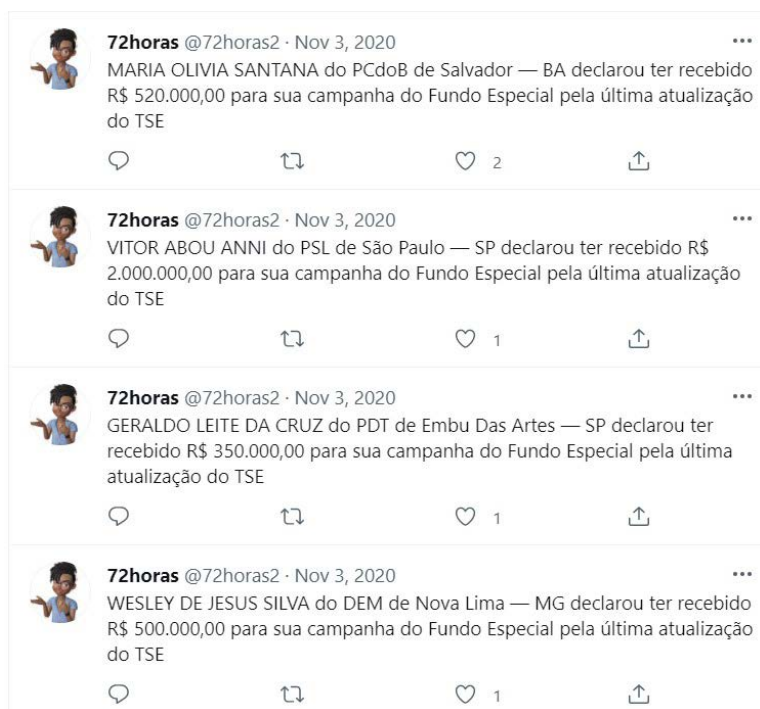 72horas @72horas2 · Nov 3, 2020
MARIA OLIVIA SANTANA do PCdoB de Salvador — BA declarou ter recebido
R$ 520.000,00 para sua campanha do Fundo Especial pela última atualização
do TSE
2
72horas @72horas2 · Nov 3, 2020
VITOR ABOU ANNI do PSL de São Paulo — SP declarou ter recebido R$
2.000.000,00 para sua campanha do Fundo Especial pela última atualização
do TSE
1
72horas @72horas2 · Nov 3, 2020
GERALDO LEITE DA CRUZ do PDT de Embu Das Artes — SP declarou ter
recebido R$ 350.000,00 para sua campanha do Fundo Especial pela última
atualização do TSE
1
72horas @72horas2 · Nov 3, 2020
WESLEY DE JESUS SILVA do DEM de Nova Lima — MG declarou ter recebido
R$ 500.000,00 para sua campanha do Fundo Especial pela última atualização
do TSE
1